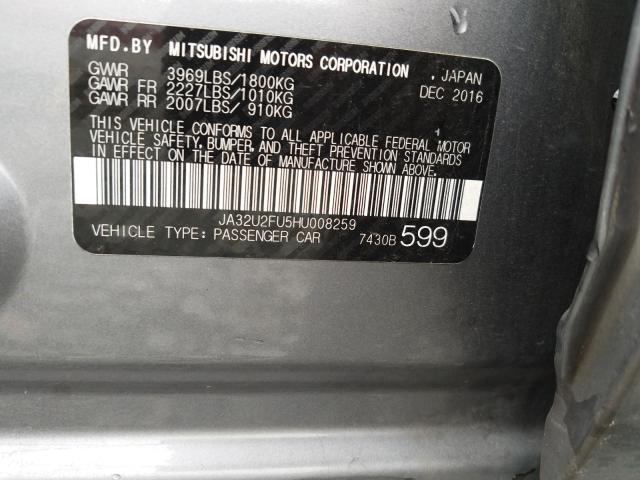 MFD.BY MITSUBISHI MOTORS CORPORATION , JAPAN
GVWR 3969LBS/1800KG DEC 2016
GAWR FR 2227LBS/1010KG
GAWR RR 2007LBS/ 910KG
THIS VEHICLE CONFORMS TO ALL APPLICABLE FEDERAL MOTOR
VEHICLE SAFETY, BUMPER, AND THEFT PREVENTION STANDARDS
IN EFFECT ON THE DATE OF MANUFACTURE SHOWN ABOVE.
JA32U2FU5HU008259
VEHICLE TYPE: PASSENGER CAR 7430B 599